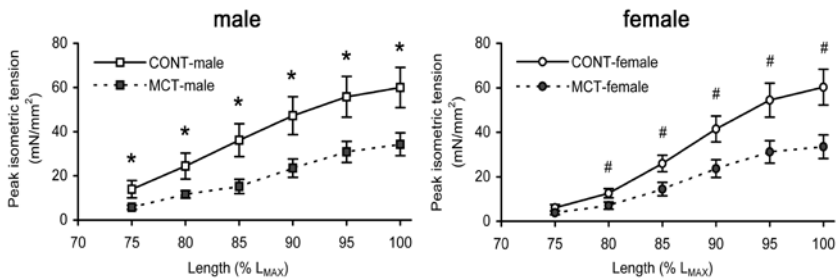 male
Peak isometric tension
(mN/mm²)
80
60
40
20
0
CONT-male
MCT-male
* * * * * *
70 75 80 85 90 95 100
Length (% LMAX)
female
Peak isometric tension
(mN/mm²)
80
60
40
20
0
CONT-female
MCT-female
# # # # #
70 75 80 85 90 95 100
Length (% LMAX)